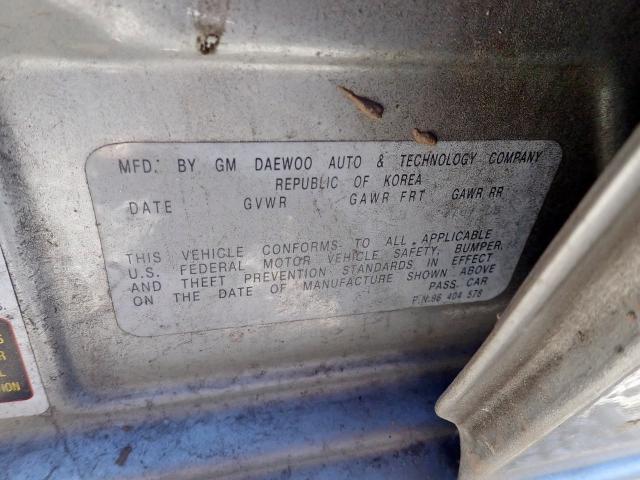 MFD. BY GM DAEWOO AUTO & TECHNOLOGY COMPANY
REPUBLIC OF KOREA
DATE GVWR GAWR FRT GAWR RR
THIS VEHICLE CONFORMS TO ALL APPLICABLE
U.S. FEDERAL MOTOR VEHICLE SAFETY, BUMPER,
AND THEFT PREVENTION STANDARDS IN EFFECT
ON THE DATE OF MANUFACTURE SHOWN ABOVE
PASS. CAR
P/N:96 404 578